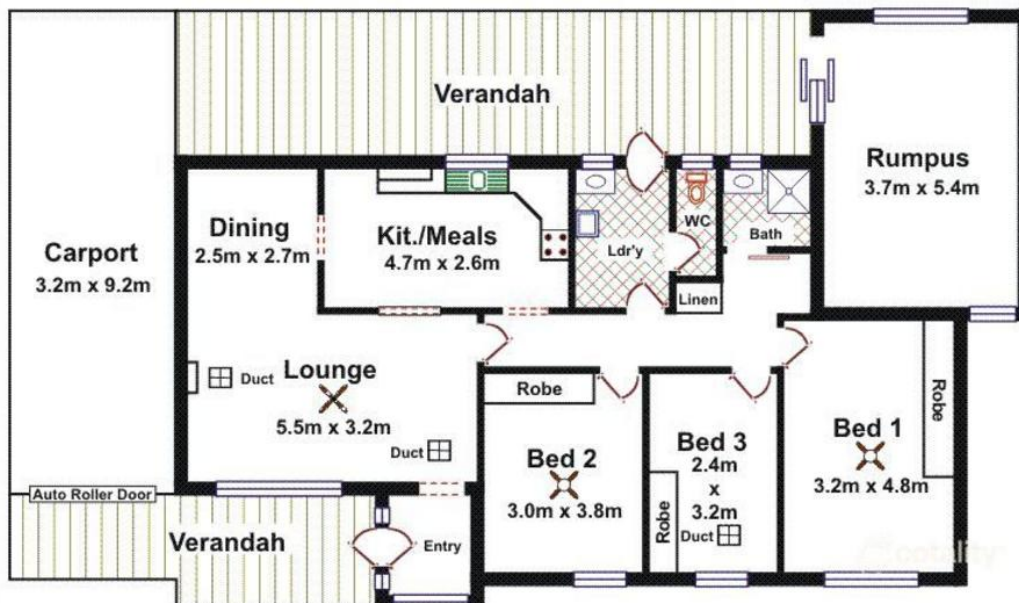 Verandah
Rumpus
3.7m x 5.4m
Carport
3.2m x 9.2m
Dining
2.5m x 2.7m
Kit./Meals
4.7m x 2.6m
Ldr'y
WC
Bath
Linen
Lounge
5.5m x 3.2m
Duct
Duct
Robe
Bed 2
3.0m x 3.8m
Bed 3
2.4m
x
3.2m
Duct
Robe
Bed 1
3.2m x 4.8m
Robe
Auto Roller Door
Verandah
Entry
cotality